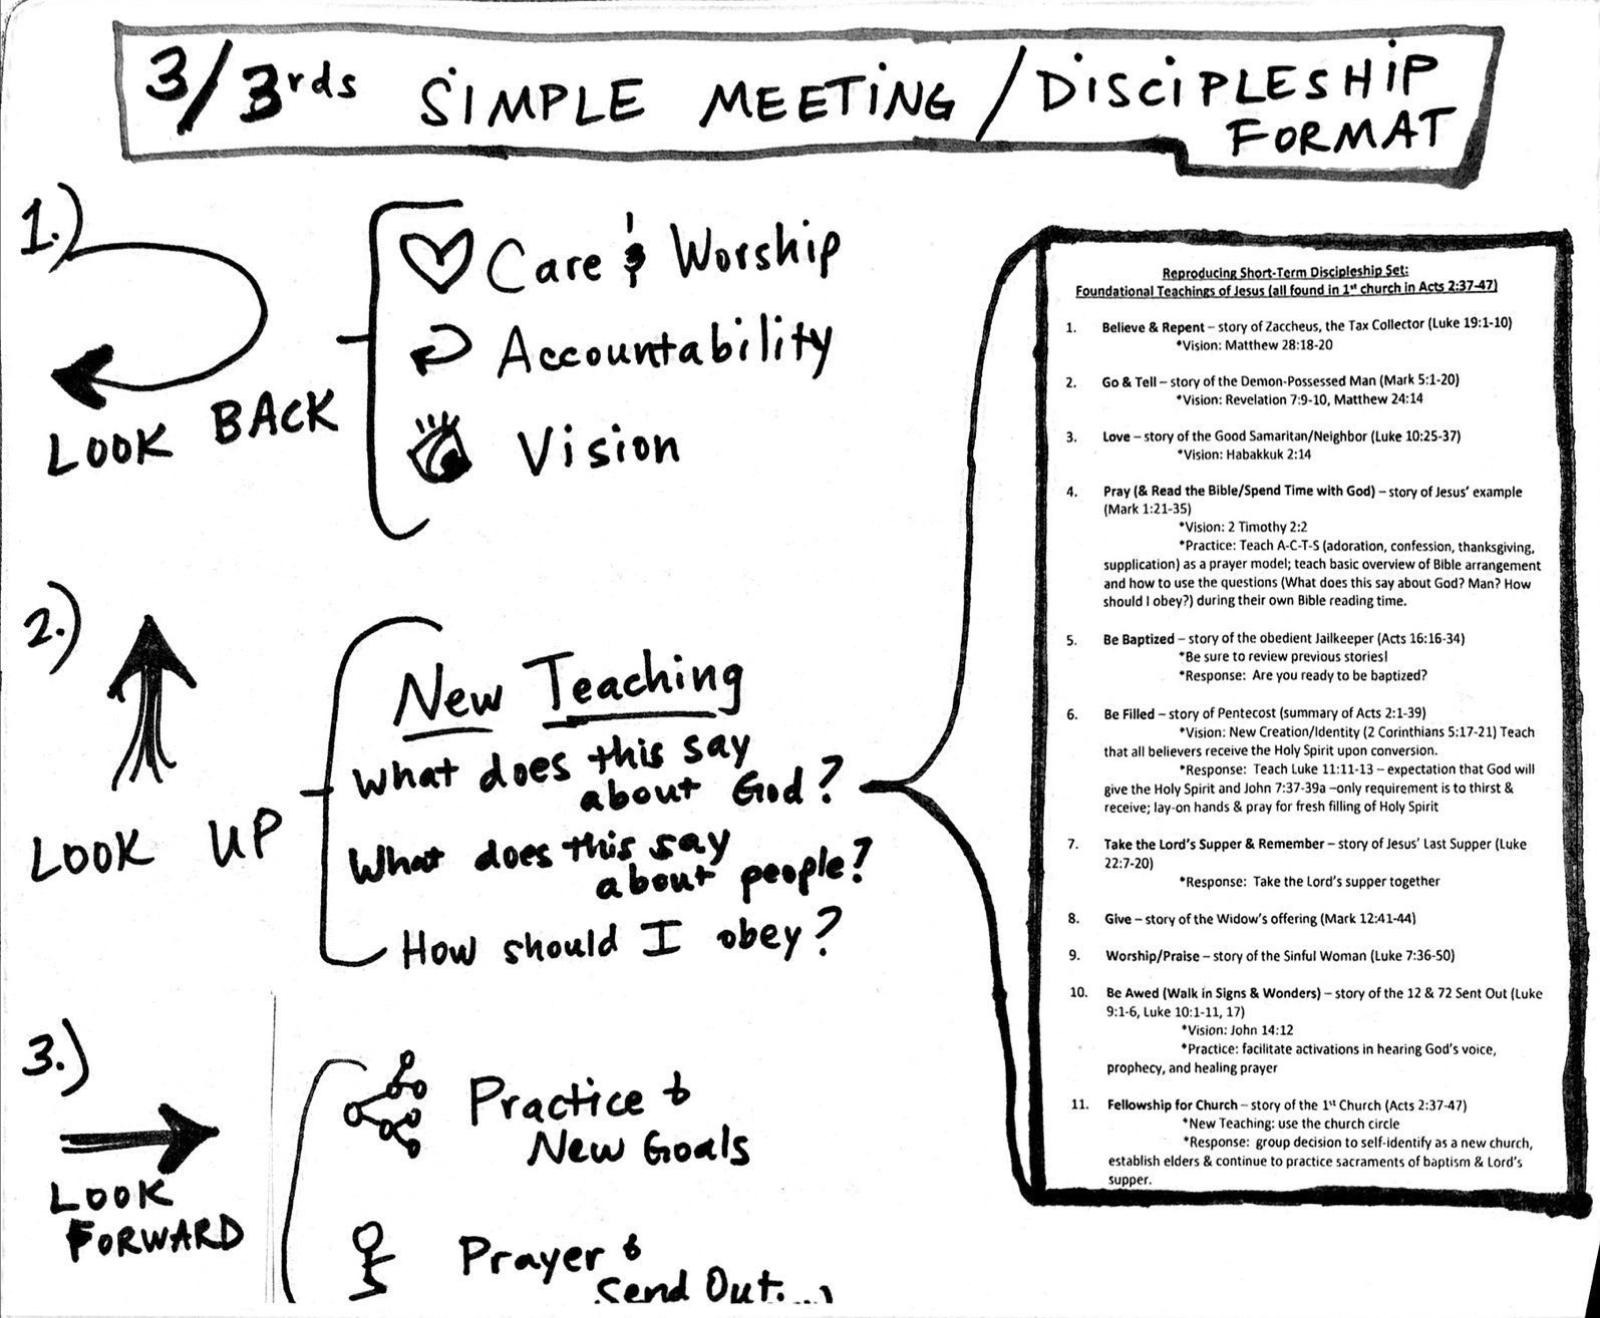 3/3rds SIMPLE MEETING / DISCIPLESHIP
FORMAT
1.)
LOOK BACK
Care & Worship
Accountability
Vision
2.)
LOOK UP
New Teaching
What does this say
about God?
What does this say
about people?
How should I obey?
3.)
LOOK
FORWARD
Practice &
New Goals
Prayer &
Send Out...
Reproducing Short-Term Discipleship Set:
Foundational Teachings of Jesus (all found in 1st church in Acts 2:37-47)
1. Believe & Repent – story of Zaccheus, the Tax Collector (Luke 19:1-10)
*Vision: Matthew 28:18-20
2. Go & Tell – story of the Demon-Possessed Man (Mark 5:1-20)
*Vision: Revelation 7:9-10, Matthew 24:14
3. Love – story of the Good Samaritan/Neighbor (Luke 10:25-37)
*Vision: Habakkuk 2:14
4. Pray (& Read the Bible/Spend Time with God) – story of Jesus' example
(Mark 1:21-35)
*Vision: 2 Timothy 2:2
*Practice: Teach A-C-T-S (adoration, confession, thanksgiving,
supplication) as a prayer model; teach basic overview of Bible arrangement
and how to use the questions (What does this say about God? Man? How
should I obey?) during their own Bible reading time.
5. Be Baptized – story of the obedient Jailkeeper (Acts 16:16-34)
*Be sure to review previous stories!
*Response: Are you ready to be baptized?
6. Be Filled – story of Pentecost (summary of Acts 2:1-39)
*Vision: New Creation/Identity (2 Corinthians 5:17-21) Teach
that all believers receive the Holy Spirit upon conversion.
*Response: Teach Luke 11:11-13 – expectation that God will
give the Holy Spirit and John 7:37-39a –only requirement is to thirst &
receive; lay-on hands & pray for fresh filling of Holy Spirit
7. Take the Lord's Supper & Remember – story of Jesus' Last Supper (Luke
22:7-20)
*Response: Take the Lord's supper together
8. Give – story of the Widow's offering (Mark 12:41-44)
9. Worship/Praise – story of the Sinful Woman (Luke 7:36-50)
10. Be Awed (Walk in Signs & Wonders) – story of the 12 & 72 Sent Out (Luke
9:1-6, Luke 10:1-11, 17)
*Vision: John 14:12
*Practice: facilitate activations in hearing God's voice,
prophecy, and healing prayer
11. Fellowship for Church – story of the 1st Church (Acts 2:37-47)
*New Teaching: use the church circle
*Response: group decision to self-identify as a new church,
establish elders & continue to practice sacraments of baptism & Lord's
supper.